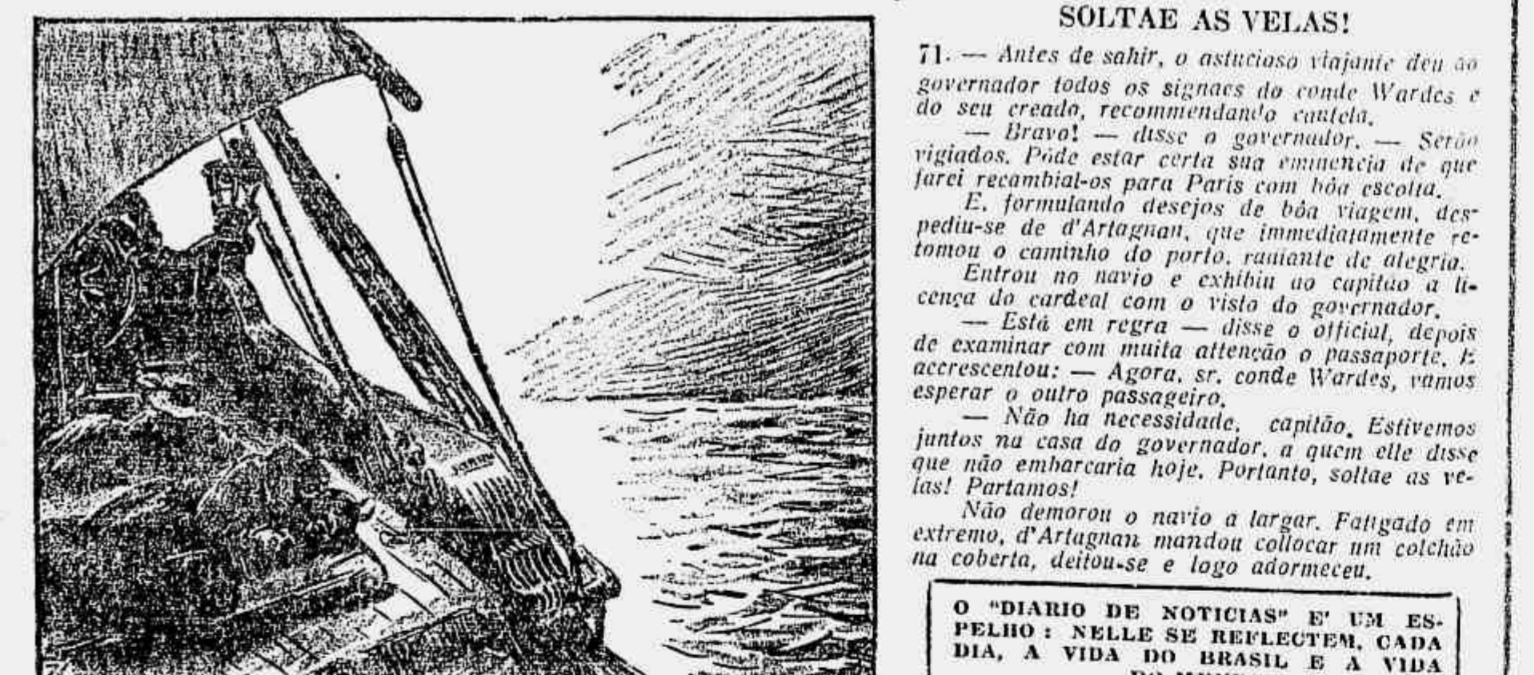 SOLTAE AS VELAS!
71. — Antes de sahir, o astucioso viajante deu ao
governador todos os signaes do conde Wardes e
do seu creado, recommendando cautela.
— Bravo! — disse o governador. — Serão
vigiados. Póde estar certa sua eminencia de que
farei recambial-os para Paris com bôa escolta.
E, formulando desejos de bôa viagem, des-
pediu-se de d'Artagnan, que immediatamente re-
tomou o caminho do porto, radiante de alegria.
Entrou no navio e exhibiu ao capitão a li-
cença do cardeal com o visto do governador.
— Está em regra — disse o official, depois
de examinar com muita attenção o passaporte. E
accrescentou: — Agora, sr. conde Wardes, vamos
esperar o outro passageiro.
— Não ha necessidade, capitão. Estivemos
juntos na casa do governador, a quem elle disse
que não embarcaria hoje. Portanto, soltae as ve-
las! Partamos!
Não demorou o navio a largar. Fatigado em
extremo, d'Artagnan mandou collocar um colchão
na coberta, deitou-se e logo adormeceu.
O "DIARIO DE NOTICIAS" E' UM ES-
PELHO: NELLE SE REFLECTEM, CADA
DIA, A VIDA DO BRASIL E A VIDA